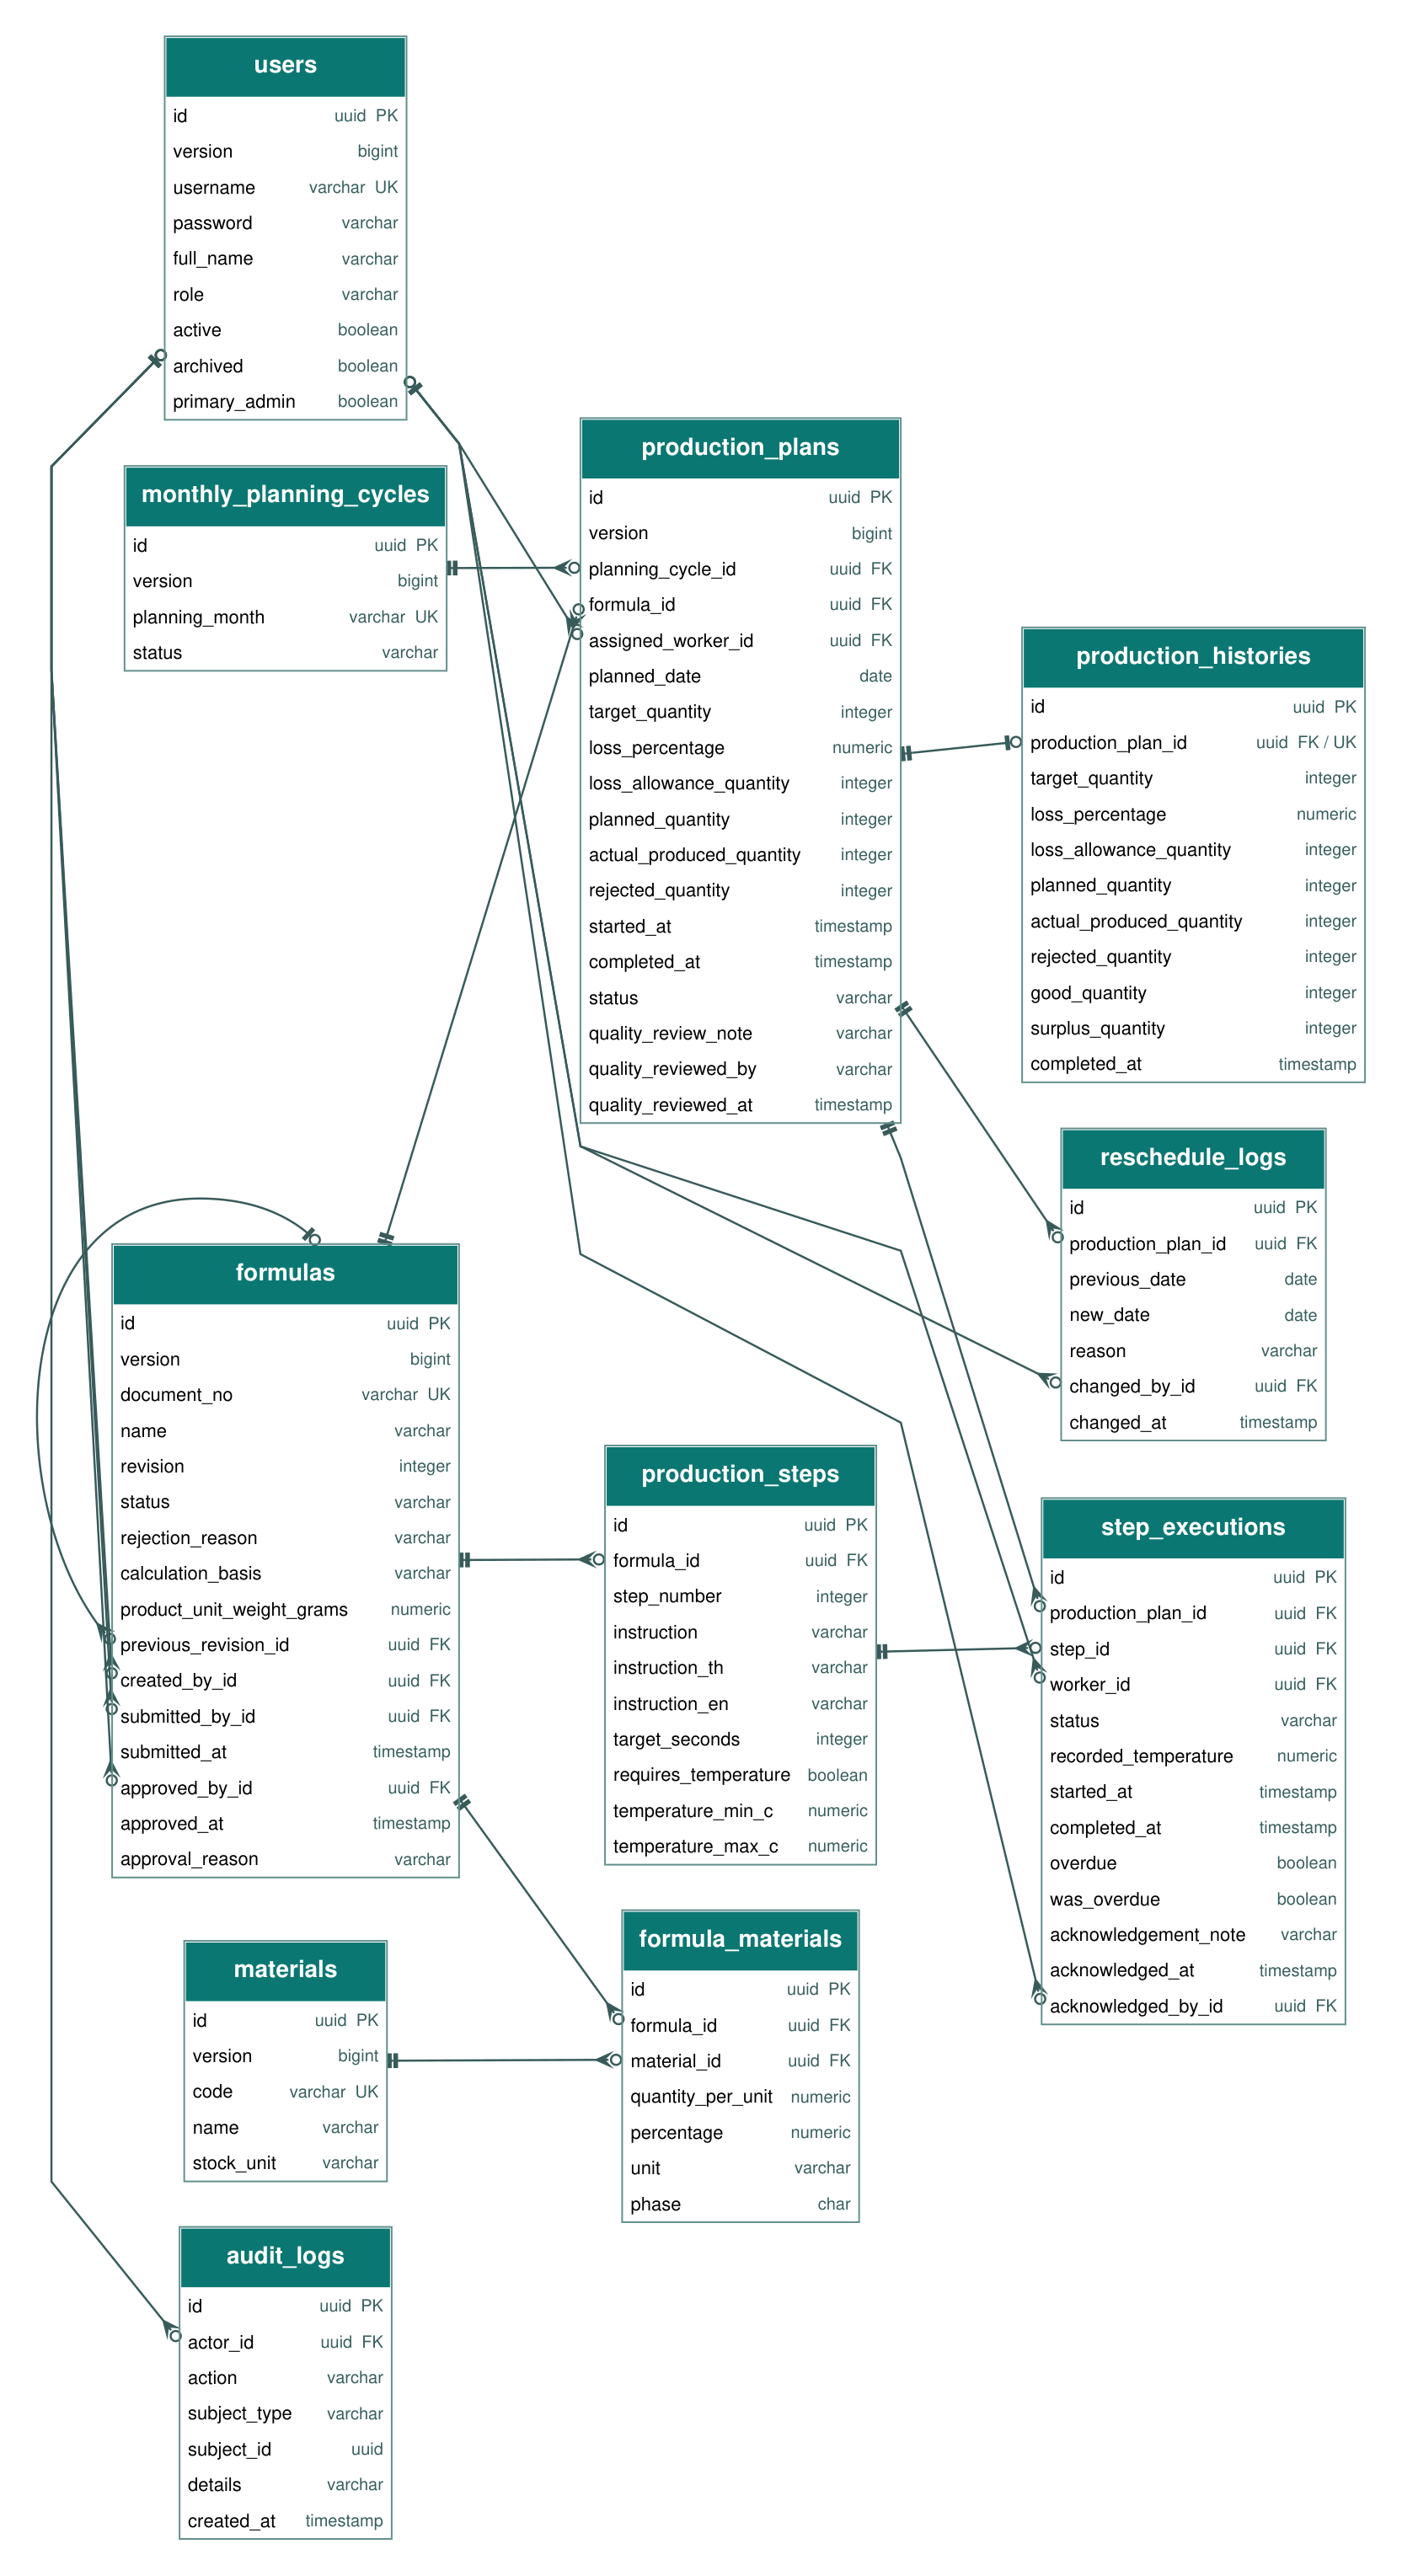 users
id uuid PK
version bigint
username varchar UK
password varchar
full_name varchar
role varchar
active boolean
archived boolean
primary_admin boolean
monthly_planning_cycles
id uuid PK
version bigint
planning_month varchar UK
status varchar
production_plans
id uuid PK
version bigint
planning_cycle_id uuid FK
formula_id uuid FK
assigned_worker_id uuid FK
planned_date date
target_quantity integer
loss_percentage numeric
loss_allowance_quantity integer
planned_quantity integer
actual_produced_quantity integer
rejected_quantity integer
started_at timestamp
completed_at timestamp
status varchar
quality_review_note varchar
quality_reviewed_by varchar
quality_reviewed_at timestamp
production_histories
id uuid PK
production_plan_id uuid FK / UK
target_quantity integer
loss_percentage numeric
loss_allowance_quantity integer
planned_quantity integer
actual_produced_quantity integer
rejected_quantity integer
good_quantity integer
surplus_quantity integer
completed_at timestamp
reschedule_logs
id uuid PK
production_plan_id uuid FK
previous_date date
new_date date
reason varchar
changed_by_id uuid FK
changed_at timestamp
formulas
id uuid PK
version bigint
document_no varchar UK
name varchar
revision integer
status varchar
rejection_reason varchar
calculation_basis varchar
product_unit_weight_grams numeric
previous_revision_id uuid FK
created_by_id uuid FK
submitted_by_id uuid FK
submitted_at timestamp
approved_by_id uuid FK
approved_at timestamp
approval_reason varchar
production_steps
id uuid PK
formula_id uuid FK
step_number integer
instruction varchar
instruction_th varchar
instruction_en varchar
target_seconds integer
requires_temperature boolean
temperature_min_c numeric
temperature_max_c numeric
step_executions
id uuid PK
production_plan_id uuid FK
step_id uuid FK
worker_id uuid FK
status varchar
recorded_temperature numeric
started_at timestamp
completed_at timestamp
overdue boolean
was_overdue boolean
acknowledgement_note varchar
acknowledged_at timestamp
acknowledged_by_id uuid FK
materials
id uuid PK
version bigint
code varchar UK
name varchar
stock_unit varchar
formula_materials
id uuid PK
formula_id uuid FK
material_id uuid FK
quantity_per_unit numeric
percentage numeric
unit varchar
phase char
audit_logs
id uuid PK
actor_id uuid FK
action varchar
subject_type varchar
subject_id uuid
details varchar
created_at timestamp